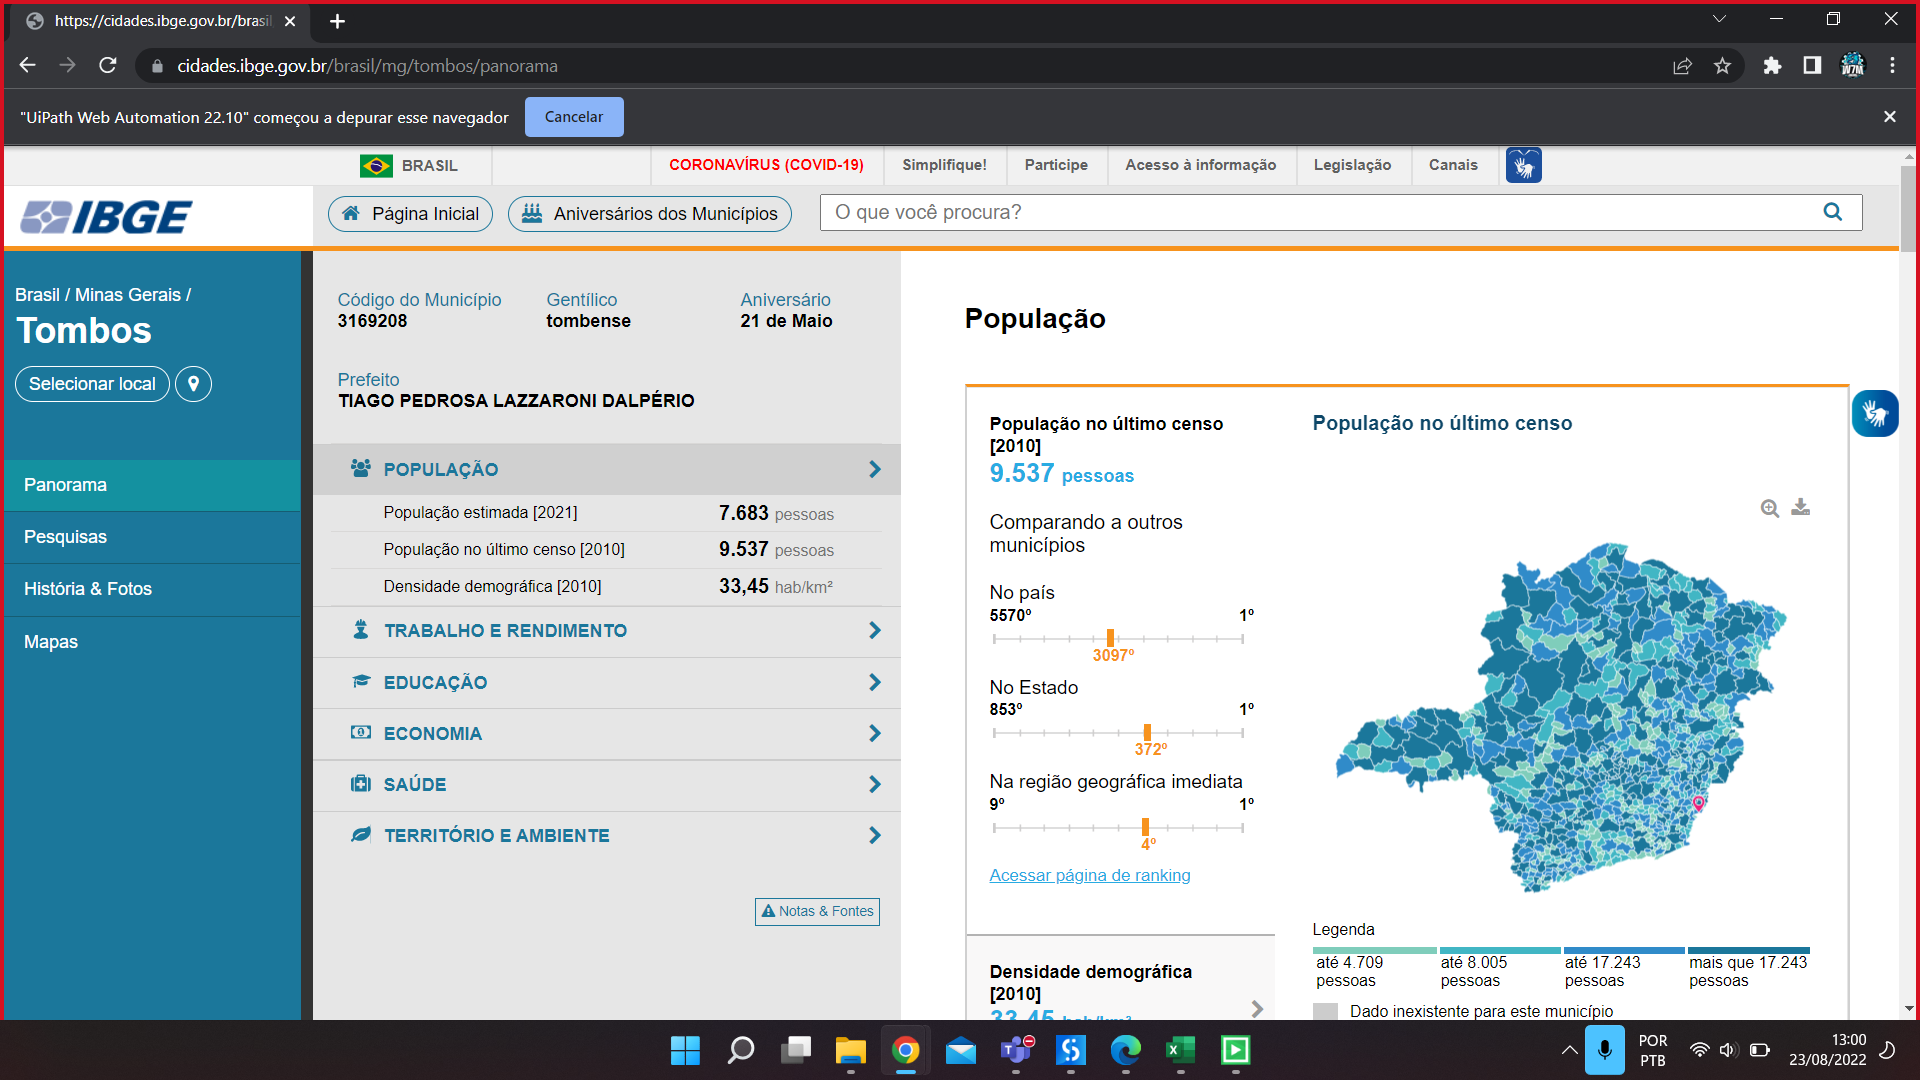 https://cidades.ibge.gov.br/brasil
cidades.ibge.gov.br/brasil/mg/tombos/panorama
"UiPath Web Automation 22.10" começou a depurar esse navegador
Cancelar
BRASIL
CORONAVÍRUS (COVID-19)
Simplifique!
Participe
Acesso à informação
Legislação
Canais
IBGE
Página Inicial
Aniversários dos Municípios
O que você procura?
Brasil / Minas Gerais /
Tombos
Selecionar local
Panorama
Pesquisas
História & Fotos
Mapas
Código do Município
3169208
Gentílico
tombense
Aniversário
21 de Maio
Prefeito
TIAGO PEDROSA LAZZARONI DALPÉRIO
POPULAÇÃO
População estimada [2021] 7.683 pessoas
População no último censo [2010] 9.537 pessoas
Densidade demográfica [2010] 33,45 hab/km²
TRABALHO E RENDIMENTO
EDUCAÇÃO
ECONOMIA
SAÚDE
TERRITÓRIO E AMBIENTE
Notas & Fontes
População
População no último censo
[2010]
9.537 pessoas
Comparando a outros
municípios
No país
5570º 1º
3097º
No Estado
853º 1º
372º
Na região geográfica imediata
9º 1º
4º
Acessar página de ranking
Densidade demográfica
[2010]
33,45 hab/km²
População no último censo
Legenda
até 4.709
pessoas
até 8.005
pessoas
até 17.243
pessoas
mais que 17.243
pessoas
Dado inexistente para este município
POR
PTB
13:00
23/08/2022